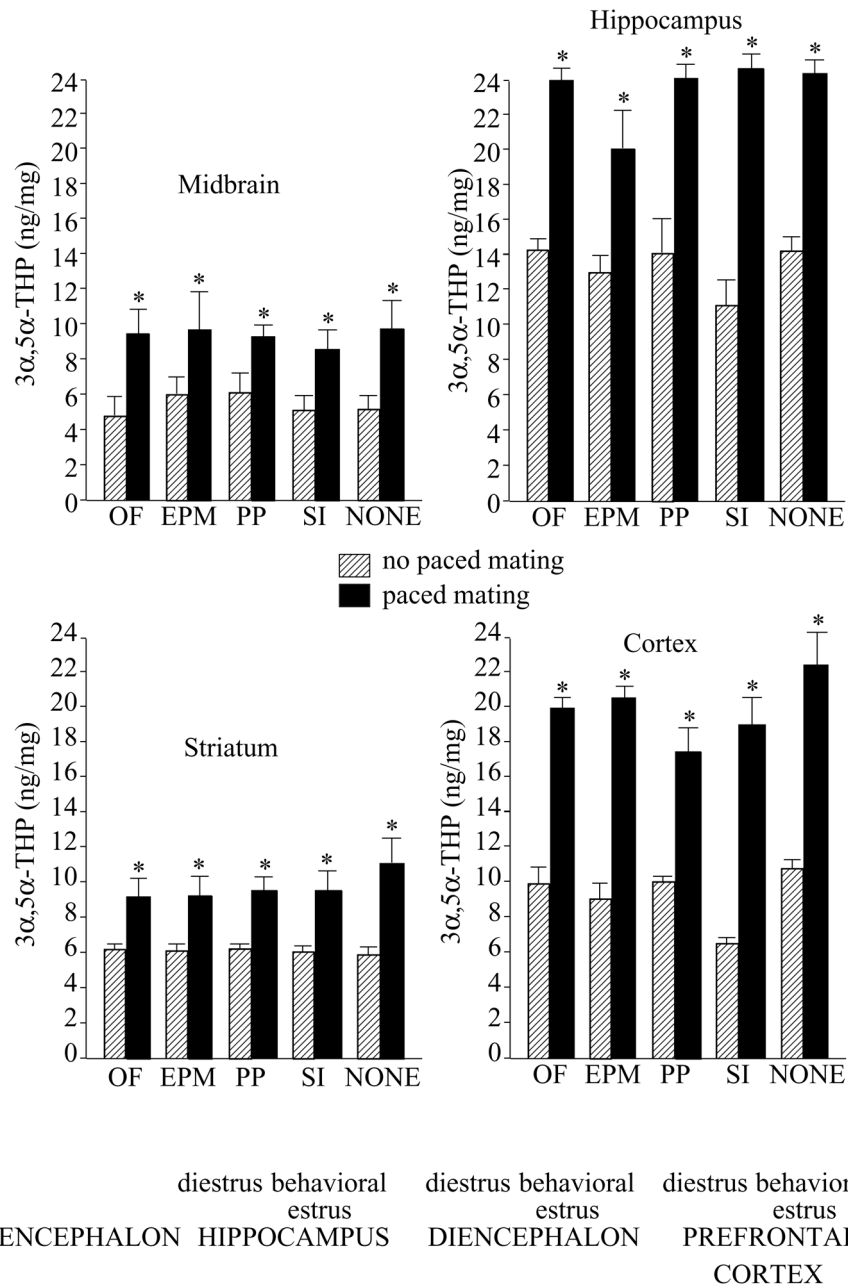 Hippocampus
24
22
20
18
16
14
12
10
8
6
4
2
0
3α,5α-THP (ng/mg)
Midbrain
* * * * *
OF EPM PP SI NONE
24
22
20
18
16
14
12
10
8
6
4
2
0
3α,5α-THP (ng/mg)
* * * * *
OF EPM PP SI NONE
no paced mating
paced mating
24
22
20
18
16
14
12
10
8
6
4
2
0
3α,5α-THP (ng/mg)
Striatum
* * * * *
OF EPM PP SI NONE
24
22
20
18
16
14
12
10
8
6
4
2
0
3α,5α-THP (ng/mg)
Cortex
* * * * *
OF EPM PP SI NONE
diestrus behavioral diestrus behavioral diestrus behavior
estrus estrus estrus
ENCEPHALON HIPPOCAMPUS DIENCEPHALON PREFRONTAL
CORTEX